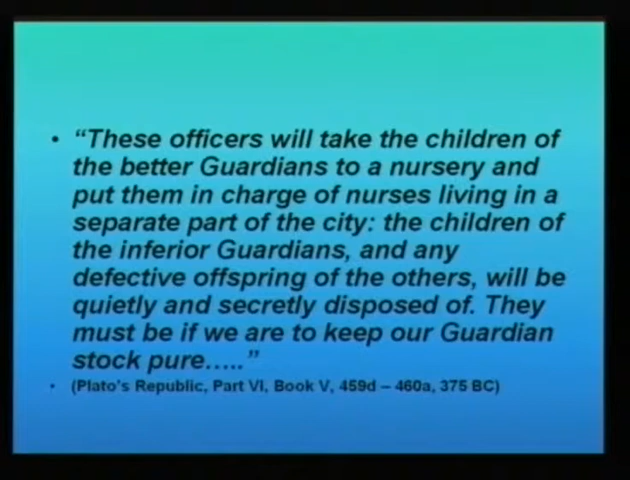 • “These officers will take the children of
the better Guardians to a nursery and
put them in charge of nurses living in a
separate part of the city: the children of
the inferior Guardians, and any
defective offspring of the others, will be
quietly and secretly disposed of. They
must be if we are to keep our Guardian
stock pure…..”
• (Plato’s Republic, Part VI, Book V, 459d – 460a, 375 BC)